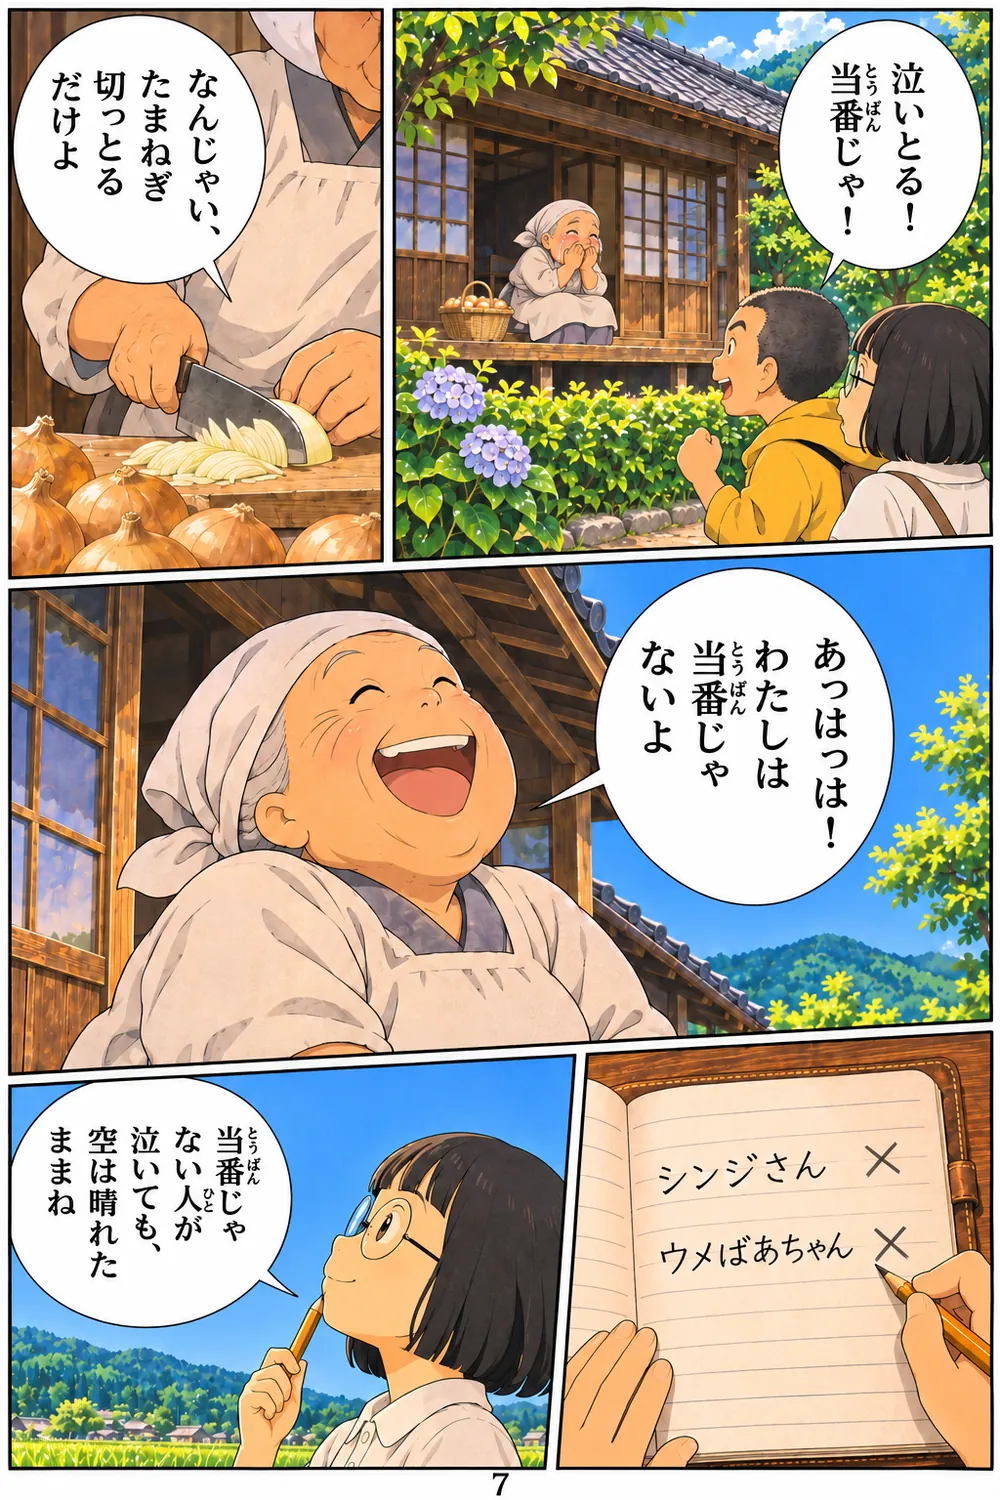 泣いとる！
当番じゃ！
なんじゃい、
たまねぎ
切っとる
だけよ
あっはっは！
わたしは
当番じゃ
ないよ
当番じゃ
ない人が
泣いても、
空は晴れた
ままね
シンジさん ×
ウメばあちゃん ×
7